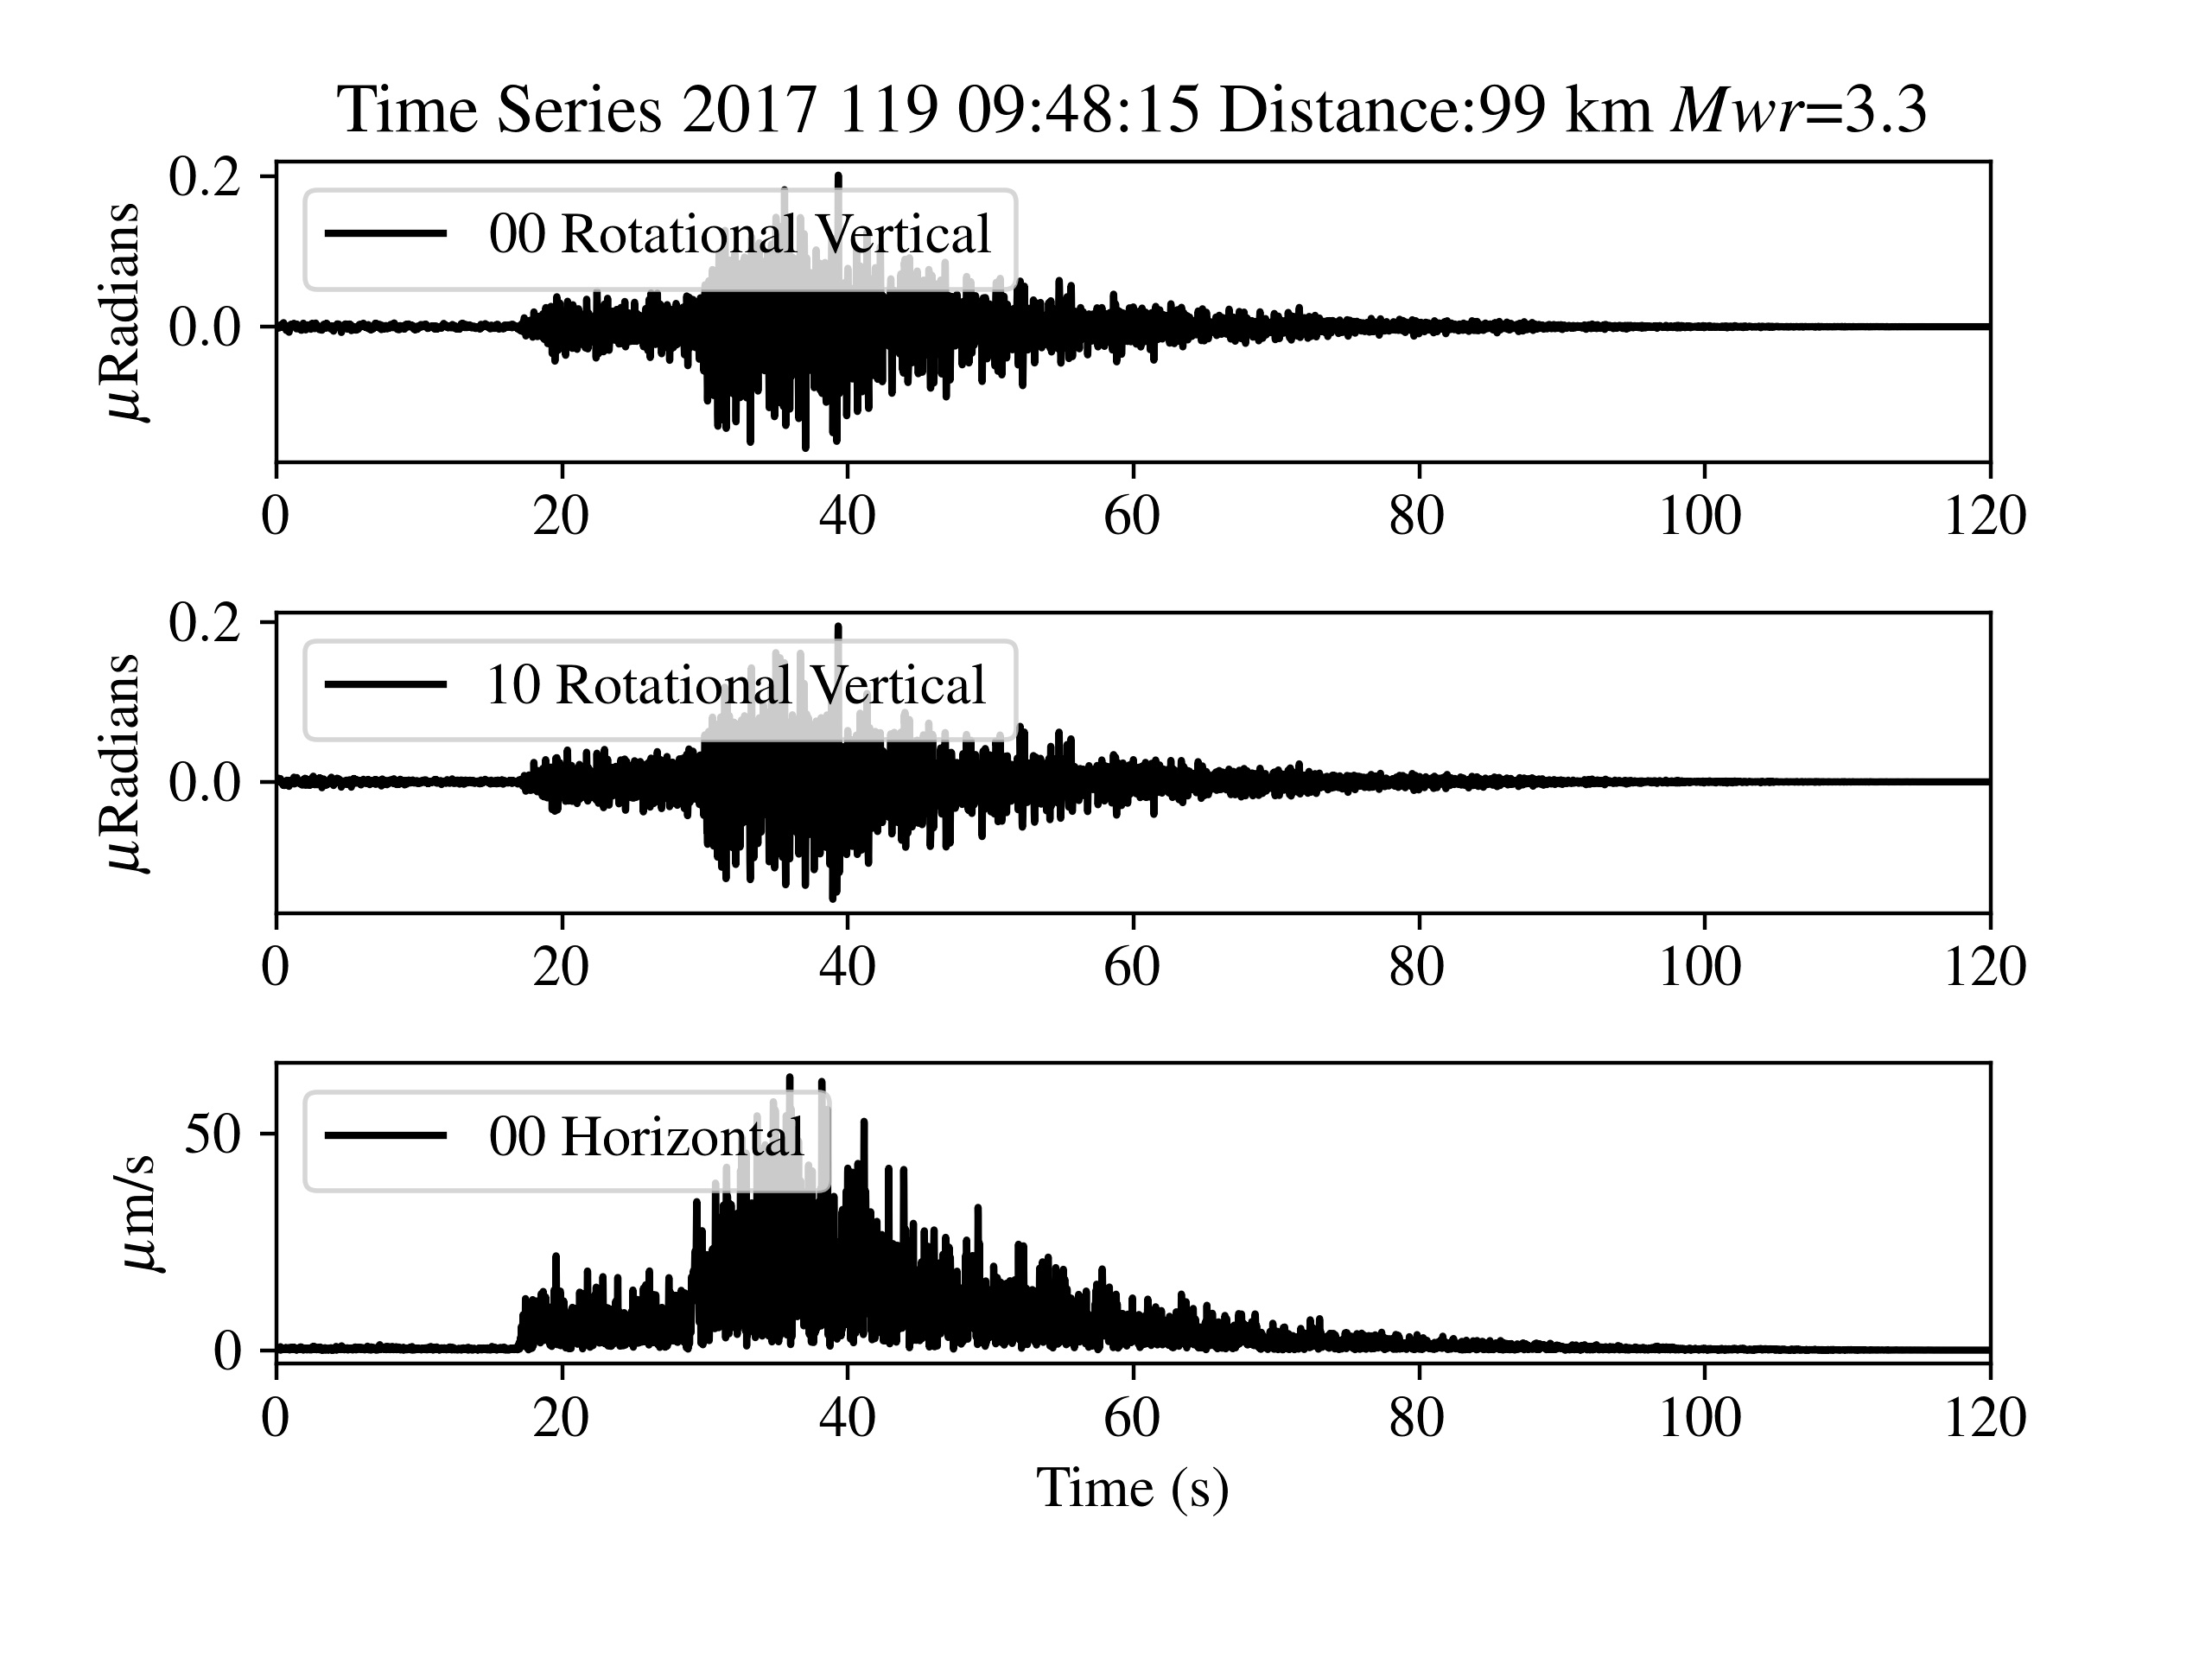 Time Series 2017 119 09:48:15 Distance:99 km Mwr=3.3
0.2
00 Rotational Vertical
μRadians
0.0
0 20 40 60 80 100 120
0.2
10 Rotational Vertical
μRadians
0.0
0 20 40 60 80 100 120
50
00 Horizontal
μm/s
0
0 20 40 60 80 100 120
Time (s)